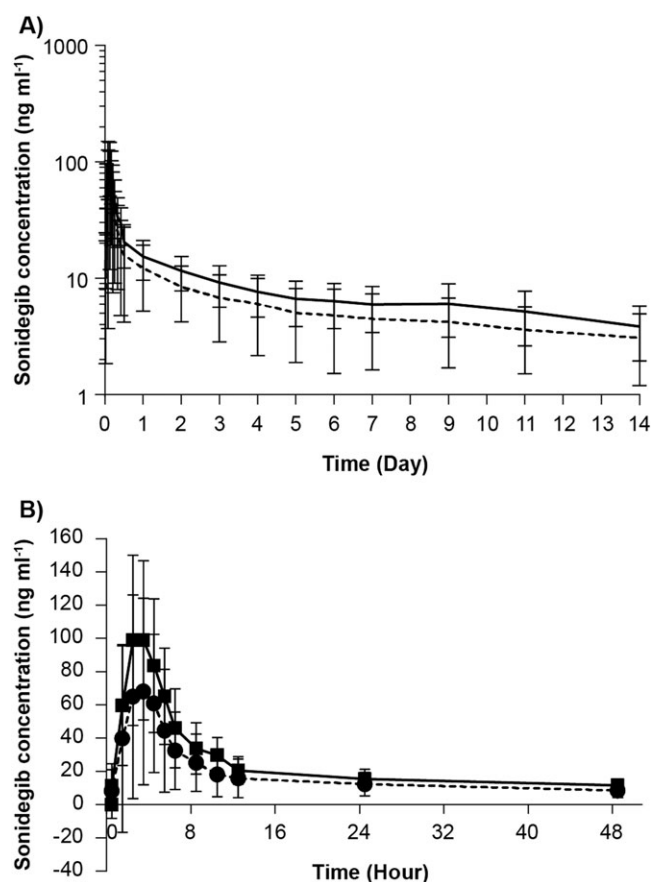 A)
Sonidegib concentration (ng ml⁻¹)
1000
100
10
1
0 1 2 3 4 5 6 7 8 9 10 11 12 13 14
Time (Day)
B)
Sonidegib concentration (ng ml⁻¹)
160
140
120
100
80
60
40
20
0
-20
-40
0 8 16 24 32 40 48
Time (Hour)